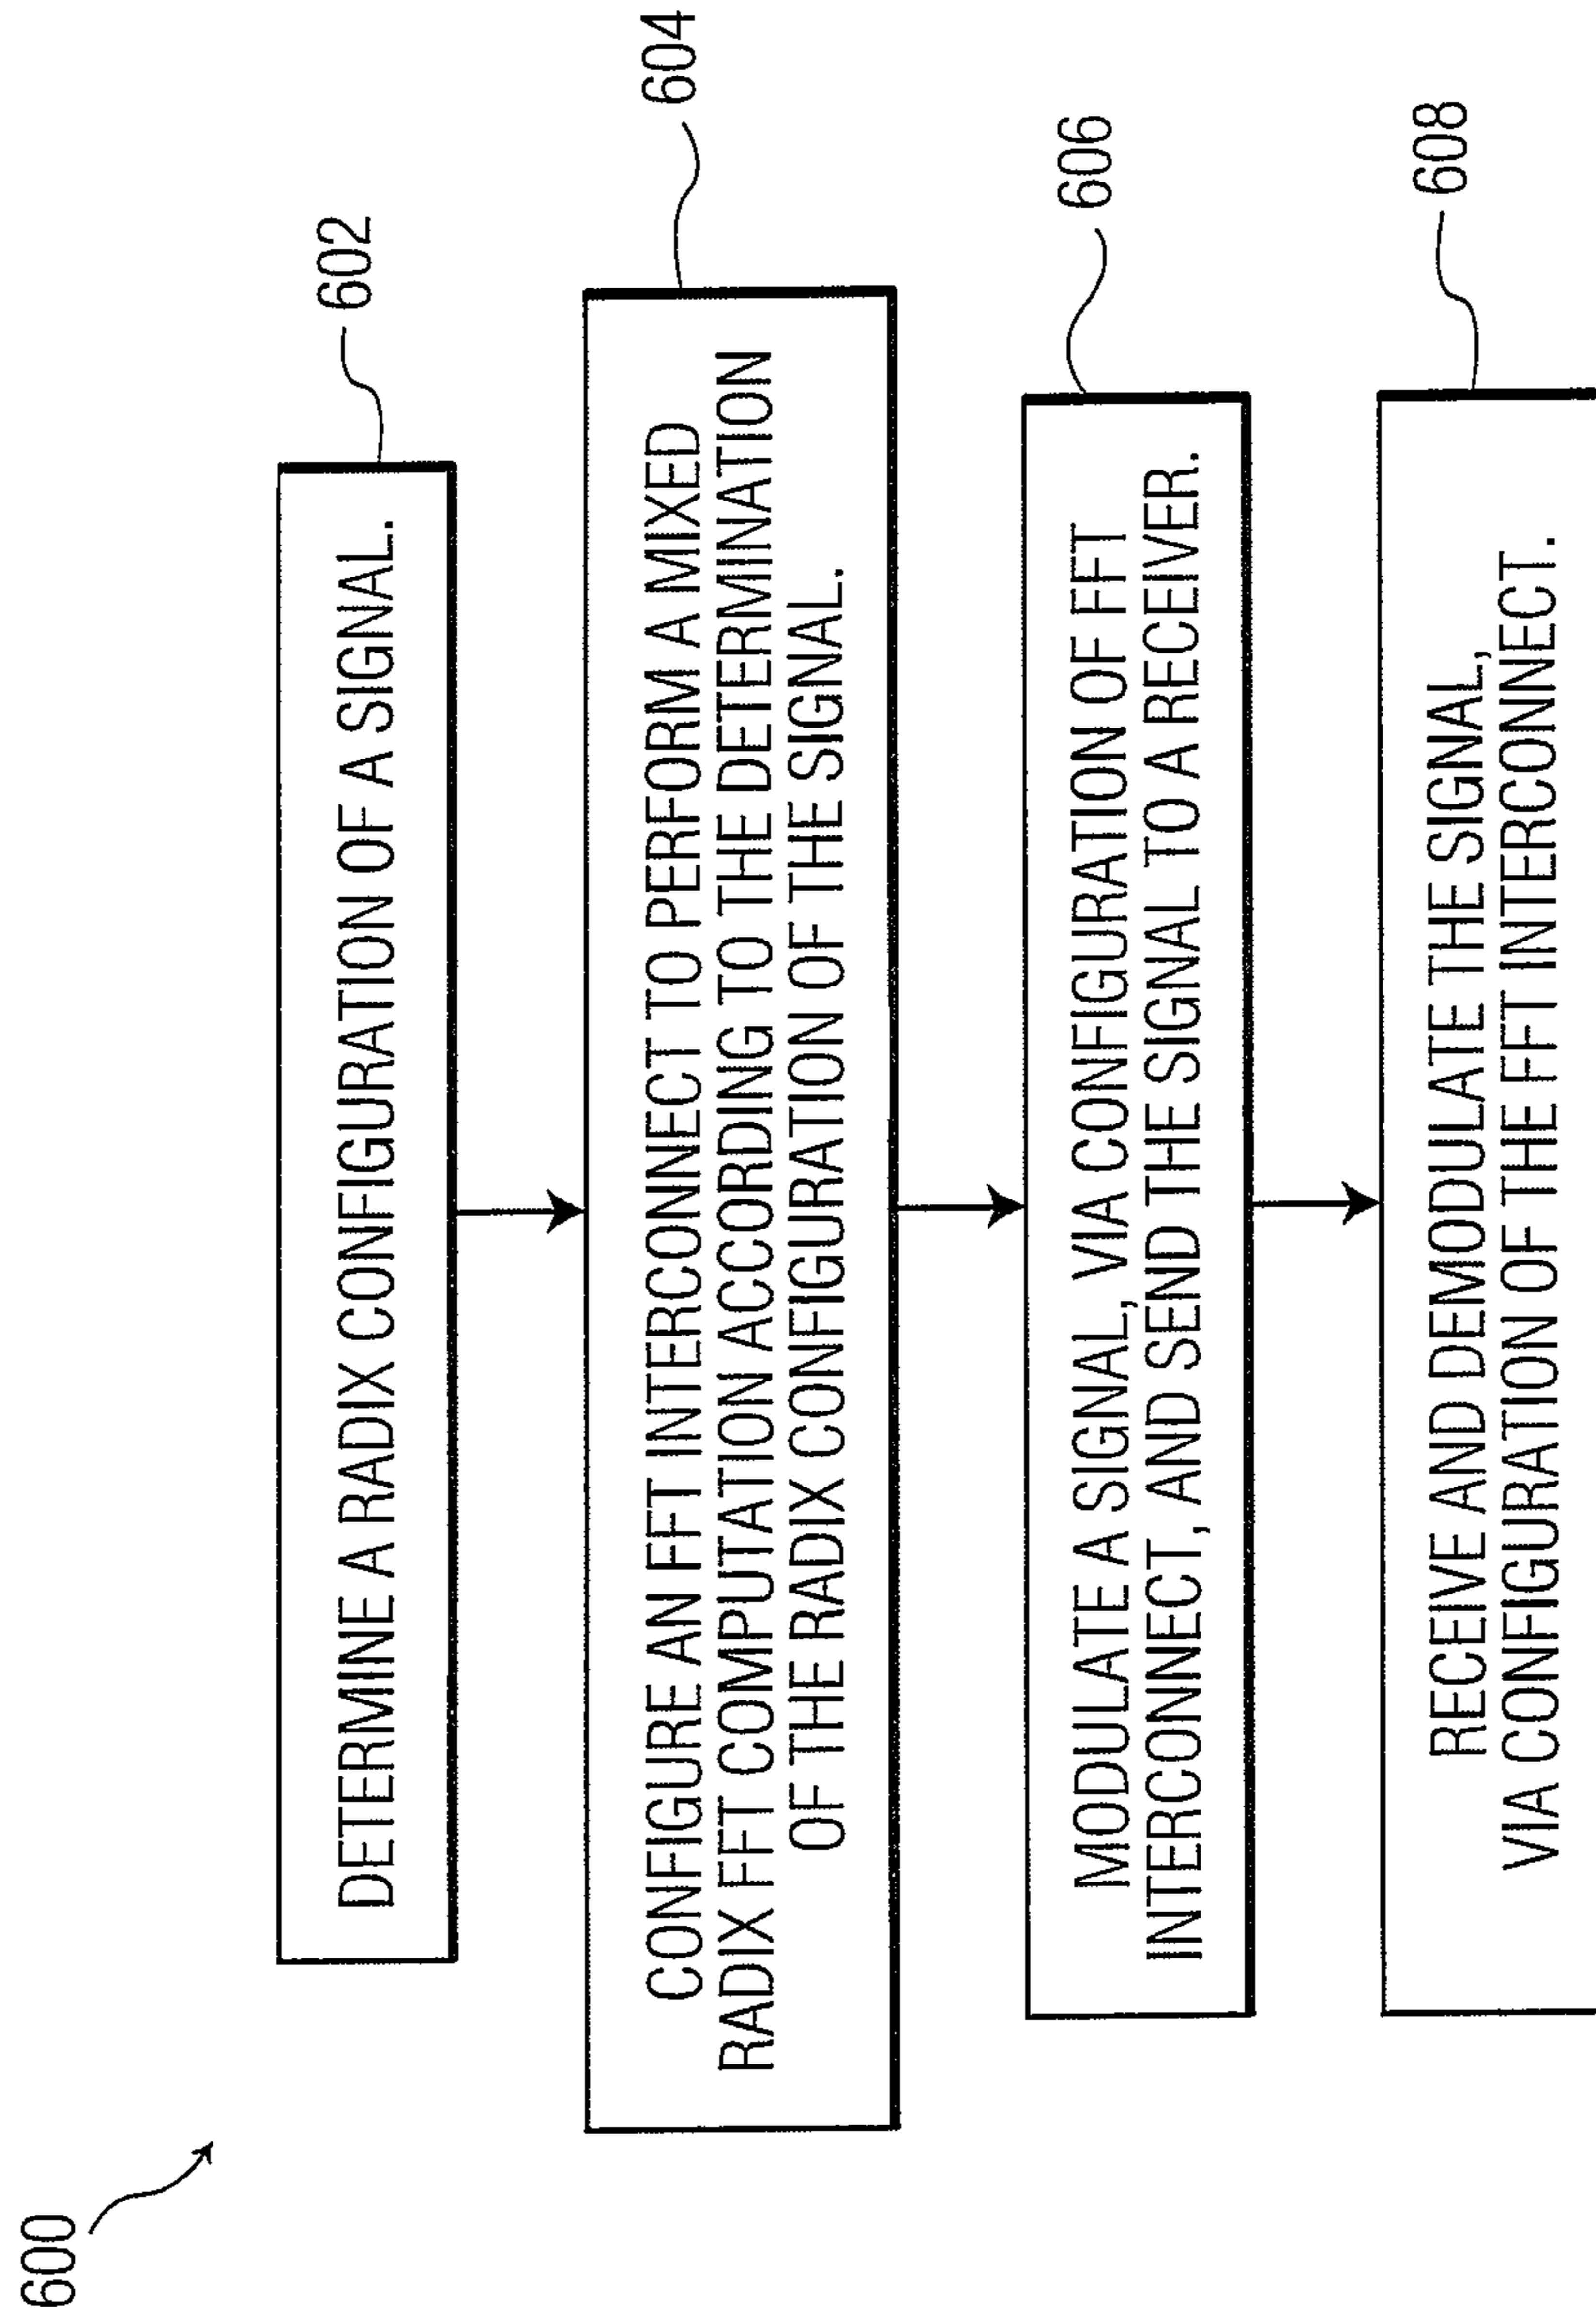 600
DETERMINE A RADIX CONFIGURATION OF A SIGNAL.
602
CONFIGURE AN FFT INTERCONNECT TO PERFORM A MIXED
RADIX FFT COMPUTATION ACCORDING TO THE DETERMINATION
OF THE RADIX CONFIGURATION OF THE SIGNAL.
604
MODULATE A SIGNAL, VIA CONFIGURATION OF FFT
INTERCONNECT, AND SEND THE SIGNAL TO A RECEIVER.
606
RECEIVE AND DEMODULATE THE SIGNAL,
VIA CONFIGURATION OF THE FFT INTERCONNECT.
608